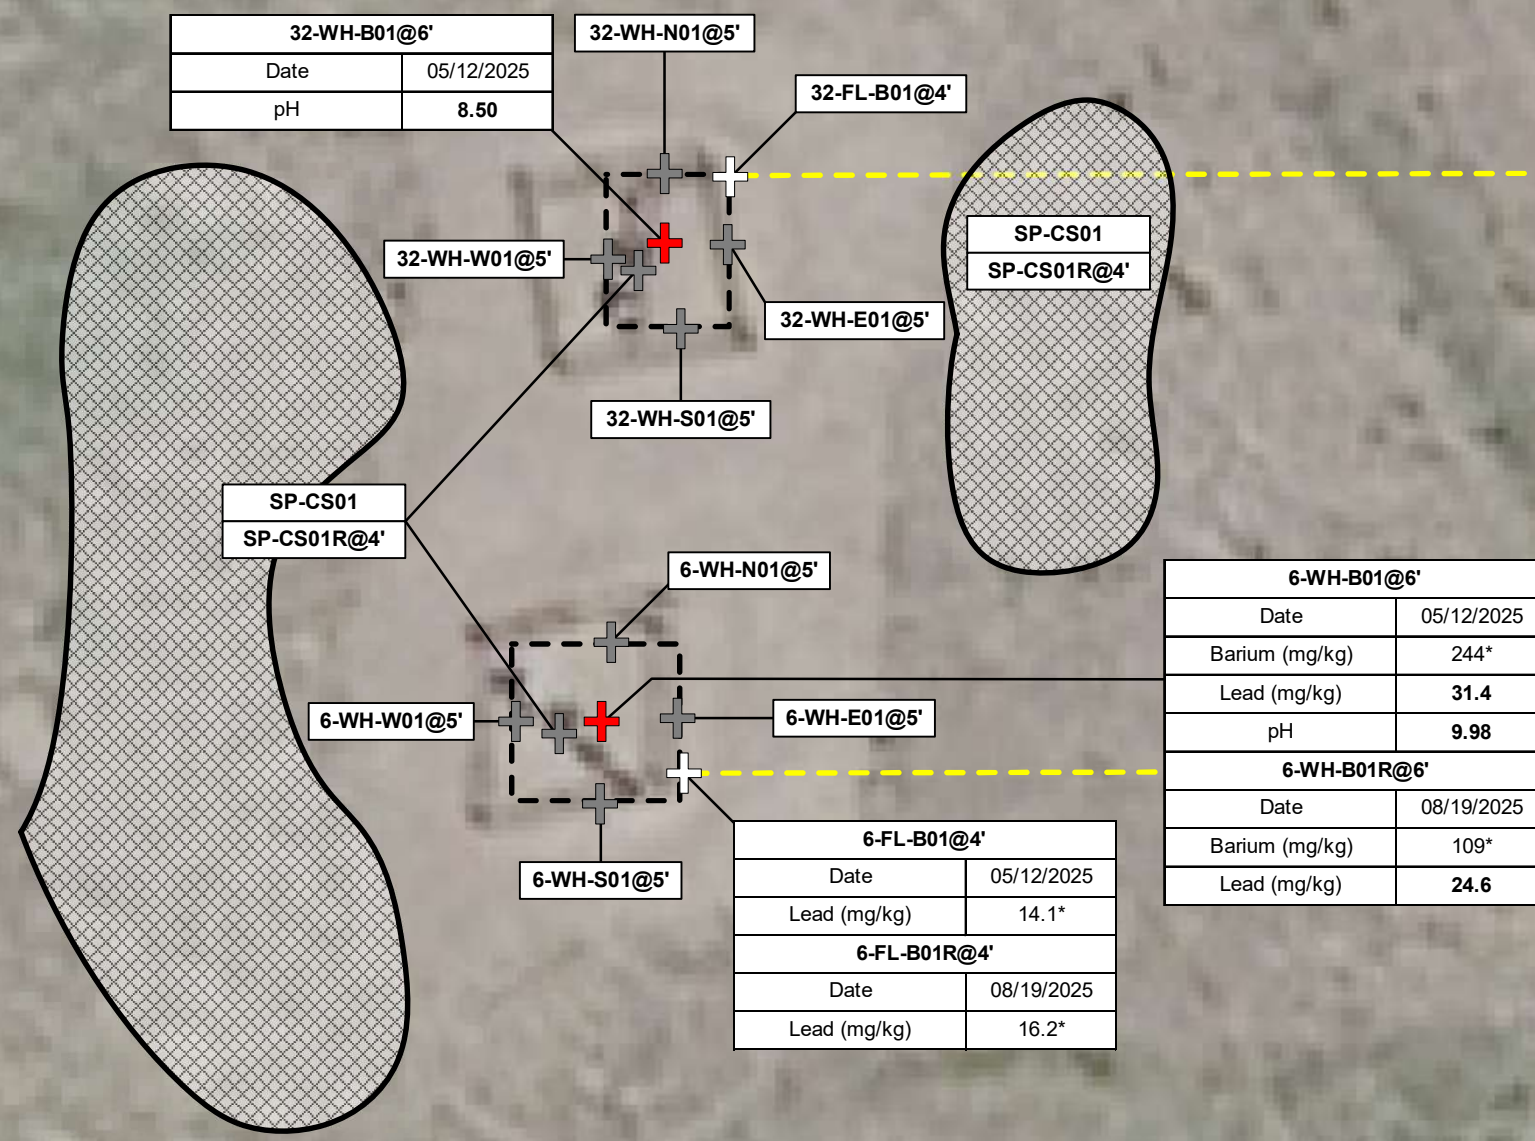 32-WH-B01@6'
Date 05/12/2025
pH 8.50
32-WH-N01@5'
32-FL-B01@4'
32-WH-W01@5'
SP-CS01
SP-CS01R@4'
32-WH-E01@5'
32-WH-S01@5'
SP-CS01
SP-CS01R@4'
6-WH-N01@5'
6-WH-W01@5'
6-WH-E01@5'
6-WH-S01@5'
6-WH-B01@6'
Date 05/12/2025
Barium (mg/kg) 244*
Lead (mg/kg) 31.4
pH 9.98
6-WH-B01R@6'
Date 08/19/2025
Barium (mg/kg) 109*
Lead (mg/kg) 24.6
6-FL-B01@4'
Date 05/12/2025
Lead (mg/kg) 14.1*
6-FL-B01R@4'
Date 08/19/2025
Lead (mg/kg) 16.2*